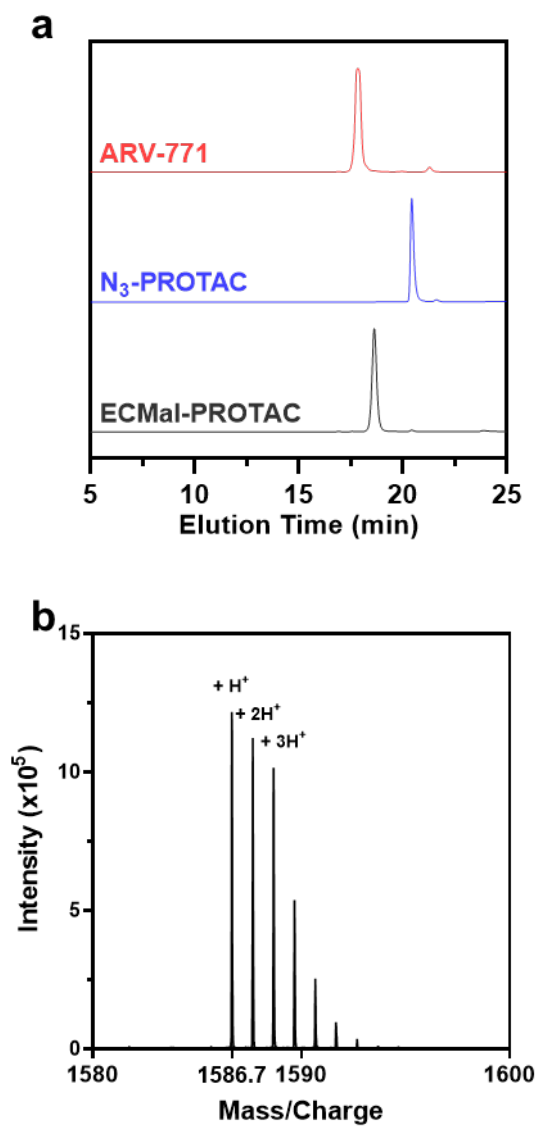 a
ARV-771
N₃-PROTAC
ECMal-PROTAC
5 10 15 20 25
Elution Time (min)
b
15
+ H⁺
+ 2H⁺
+ 3H⁺
10
5
0
Intensity (x10⁵)
1580 1586.7 1590 1600
Mass/Charge